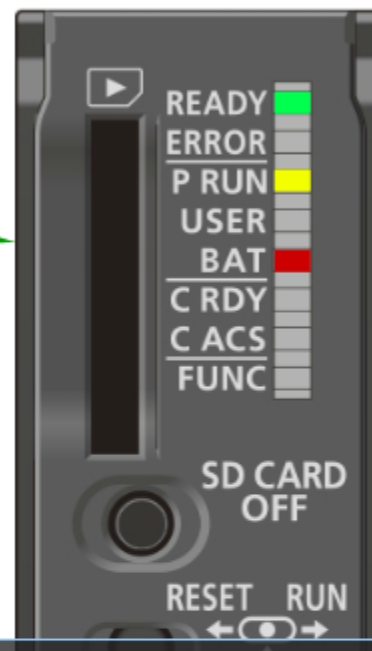 READY
ERROR
P RUN
USER
BAT
C RDY
C ACS
FUNC
SD CARD
OFF
RESET RUN